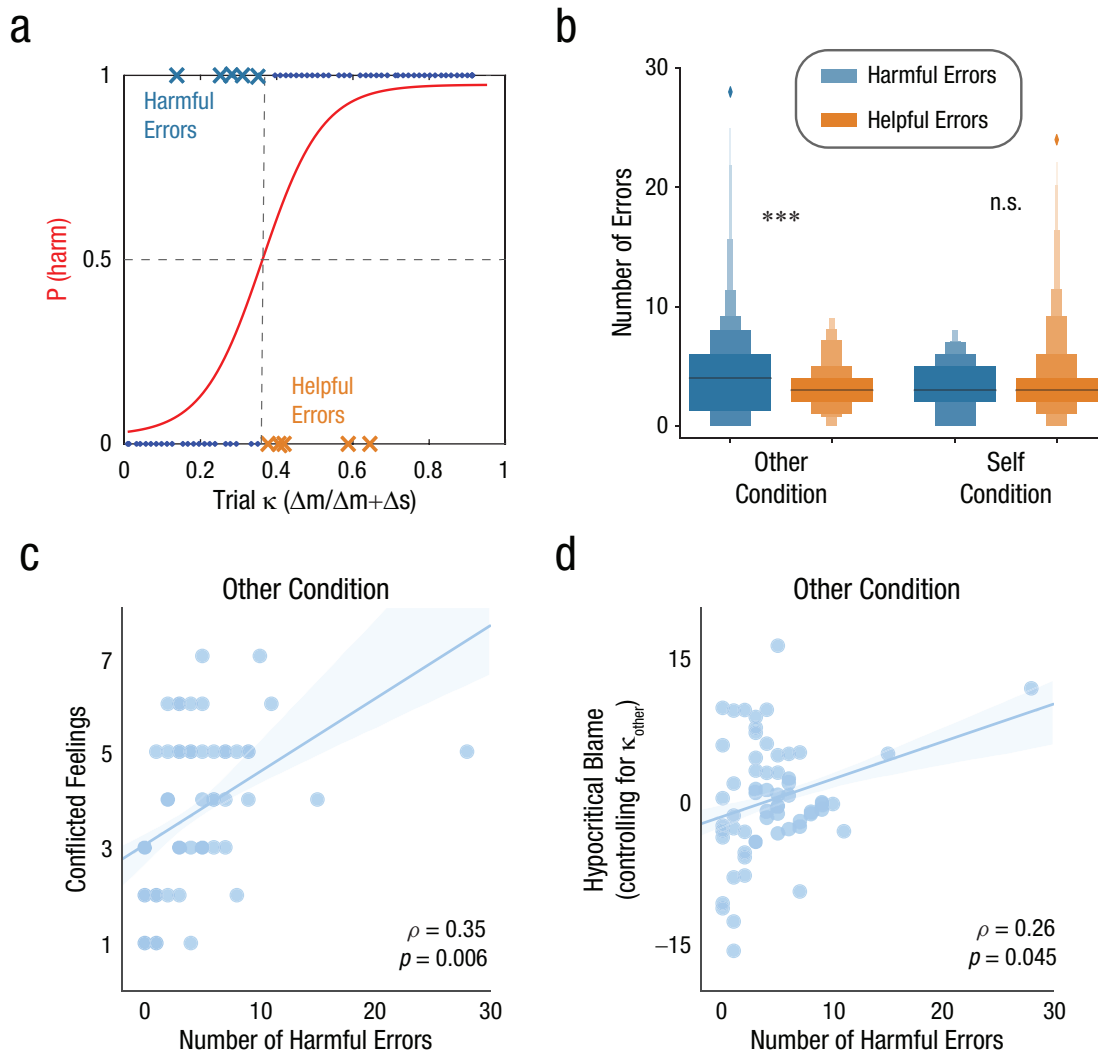 a
1
0.5
0
P (harm)
Harmful
Errors
Helpful
Errors
0 0.2 0.4 0.6 0.8 1
Trial κ (Δm/Δm+Δs)
b
30
20
10
0
Number of Errors
Harmful Errors
Helpful Errors
***
n.s.
Other
Condition
Self
Condition
c
Other Condition
7
5
3
1
Conflicted Feelings
ρ = 0.35
p = 0.006
0 10 20 30
Number of Harmful Errors
d
Other Condition
15
0
−15
Hypocritical Blame
(controlling for κother)
ρ = 0.26
p = 0.045
0 10 20 30
Number of Harmful Errors